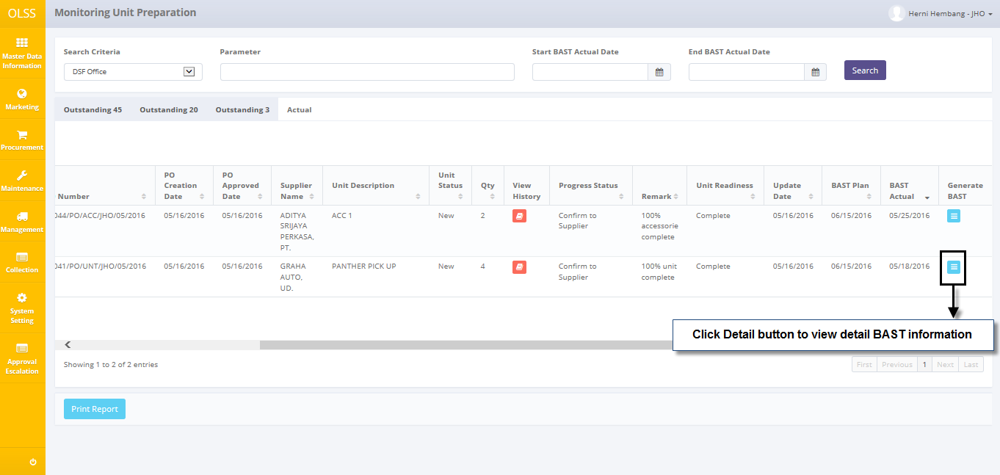 OLSS
Monitoring Unit Preparation
Herni Hembang - JHO
Master Data
Information
Marketing
Procurement
Maintenance
Management
Collection
System
Setting
Approval
Escalation
Search Criteria
Parameter
Start BAST Actual Date
End BAST Actual Date
DSF Office
Search
Outstanding 45
Outstanding 20
Outstanding 3
Actual
Number
PO
Creation
Date
PO
Approved
Date
Supplier
Name
Unit Description
Unit
Status
Qty
View
History
Progress Status
Remark
Unit Readiness
Update
Date
BAST Plan
BAST
Actual
Generate
BAST
044/PO/ACC/JHO/05/2016
05/16/2016
05/16/2016
ADITYA
SRIJAYA
PERKASA,
PT.
ACC 1
New
2
Confirm to
Supplier
100%
accessorie
complete
Complete
05/16/2016
06/15/2016
05/25/2016
041/PO/UNT/JHO/05/2016
05/16/2016
05/16/2016
GRAHA
AUTO,
UD.
PANTHER PICK UP
New
4
Confirm to
Supplier
100% unit
complete
Complete
05/16/2016
06/15/2016
05/18/2016
Click Detail button to view detail BAST information
Showing 1 to 2 of 2 entries
First
Previous
1
Next
Last
Print Report